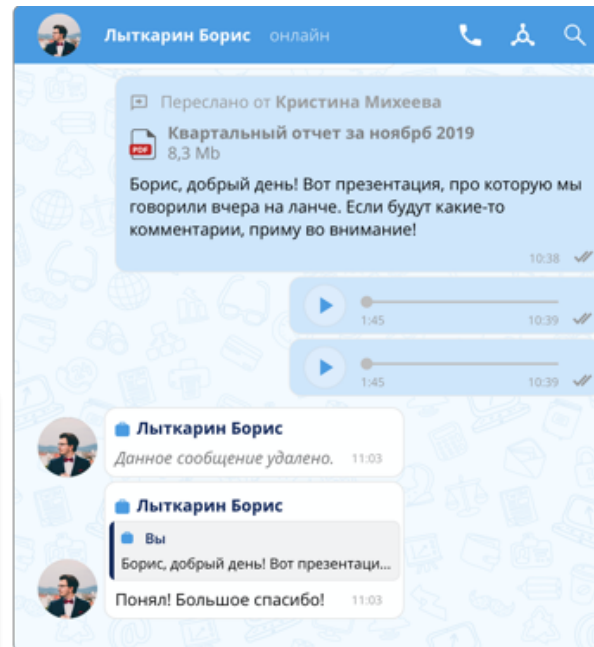 Лыткарин Борис онлайн
Переслано от Кристина Михеева
Квартальный отчет за ноябрб 2019
PDF
8,3 Mb
Борис, добрый день! Вот презентация, про которую мы
говорили вчера на ланче. Если будут какие-то
комментарии, приму во внимание!
10:38
1:45 10:39
1:45 10:39
Лыткарин Борис
Данное сообщение удалено. 11:03
Лыткарин Борис
Вы
Борис, добрый день! Вот презентаци...
Понял! Большое спасибо! 11:03